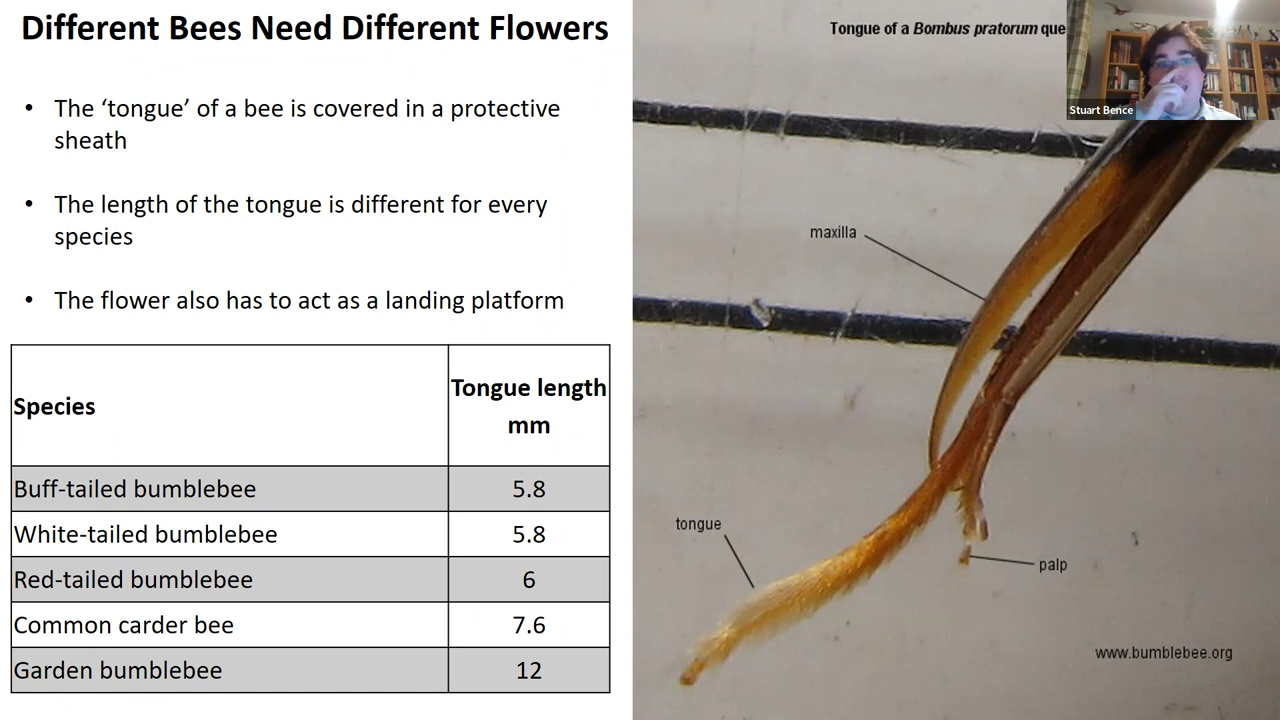 Different Bees Need Different Flowers
• The ‘tongue’ of a bee is covered in a protective
sheath
• The length of the tongue is different for every
species
• The flower also has to act as a landing platform
Species
Tongue length
mm
Buff-tailed bumblebee 5.8
White-tailed bumblebee 5.8
Red-tailed bumblebee 6
Common carder bee 7.6
Garden bumblebee 12
Tongue of a Bombus pratorum que
Stuart Bence
maxilla
tongue
palp
www.bumblebee.org